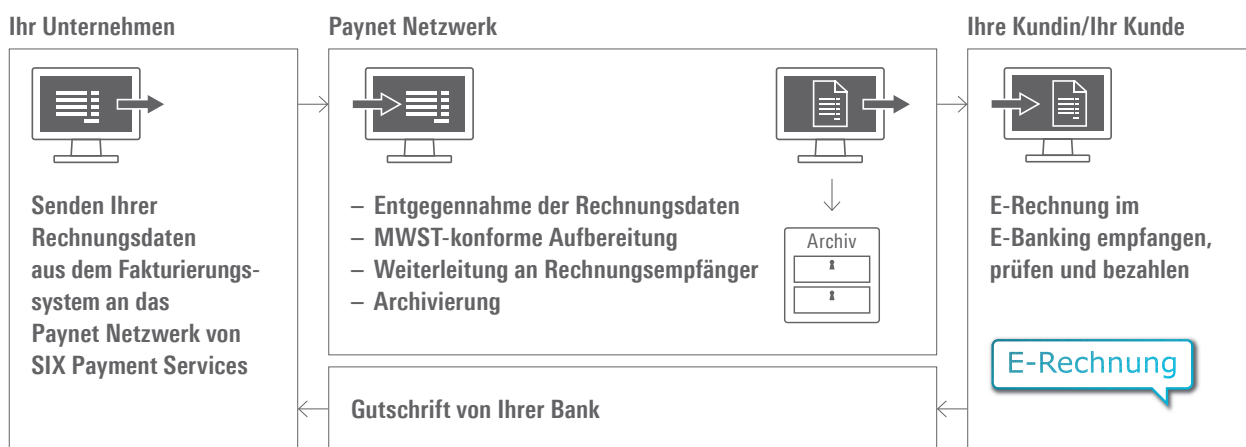 Ihr Unternehmen
Paynet Netzwerk
Ihre Kundin/Ihr Kunde
Senden Ihrer
Rechnungsdaten
aus dem Fakturierungs-
system an das
Paynet Netzwerk von
SIX Payment Services
– Entgegennahme der Rechnungsdaten
– MWST-konforme Aufbereitung
– Weiterleitung an Rechnungsempfänger
– Archivierung
Archiv
E-Rechnung im
E-Banking empfangen,
prüfen und bezahlen
E-Rechnung
Gutschrift von Ihrer Bank